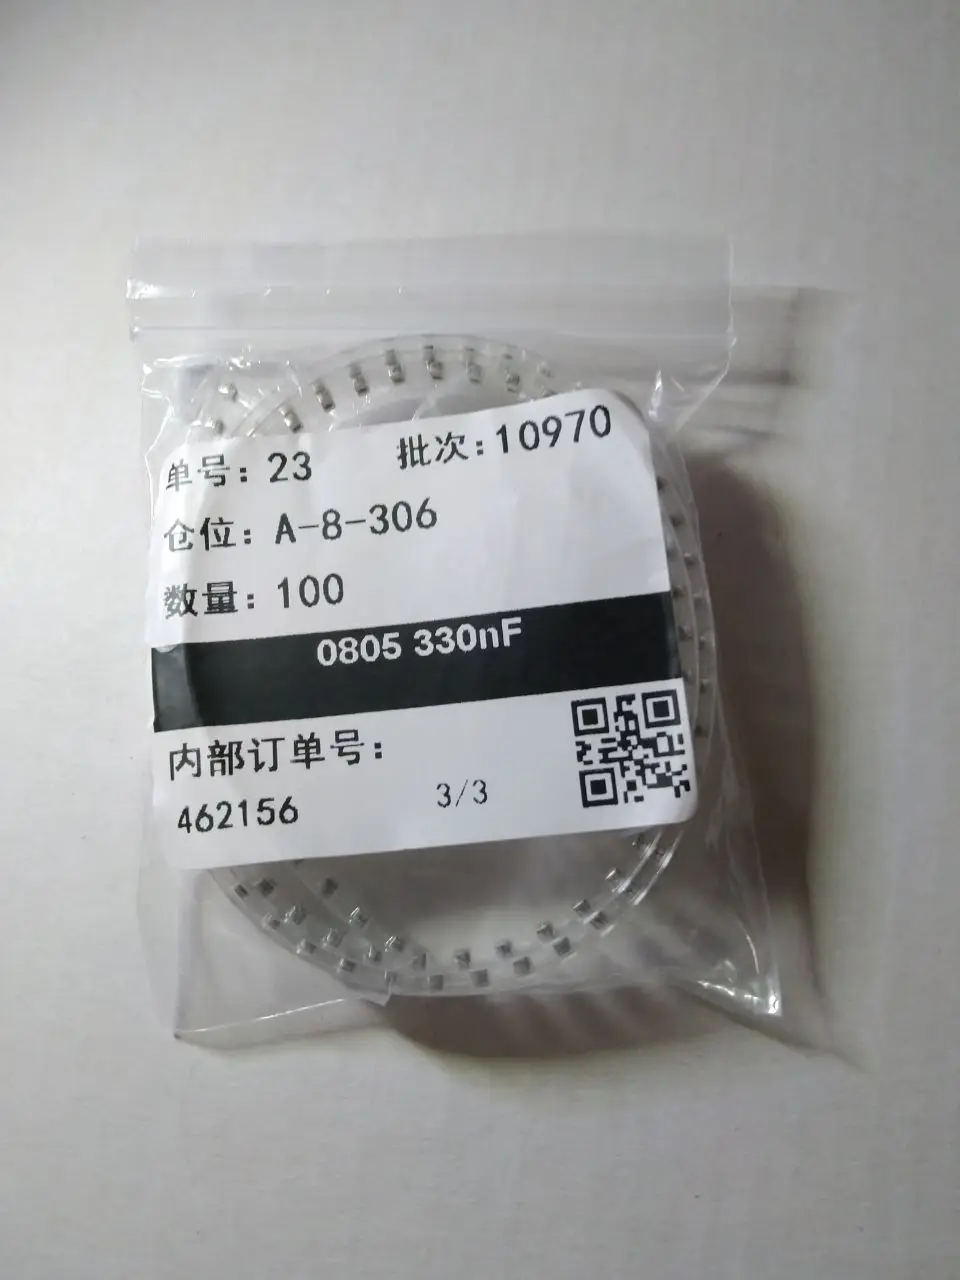 单号: 23 批次: 10970
仓位: A-8-306
数量: 100
0805 330nF
内部订单号:
462156 3/3